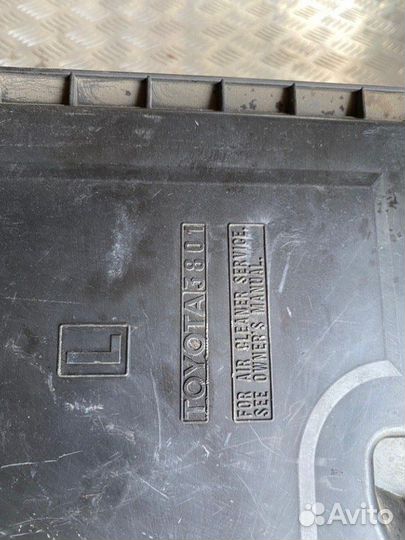 L
TOYOTA 5801
FOR AIR CLEANER SERVICE,
SEE OWNER'S MANUAL.
Avito